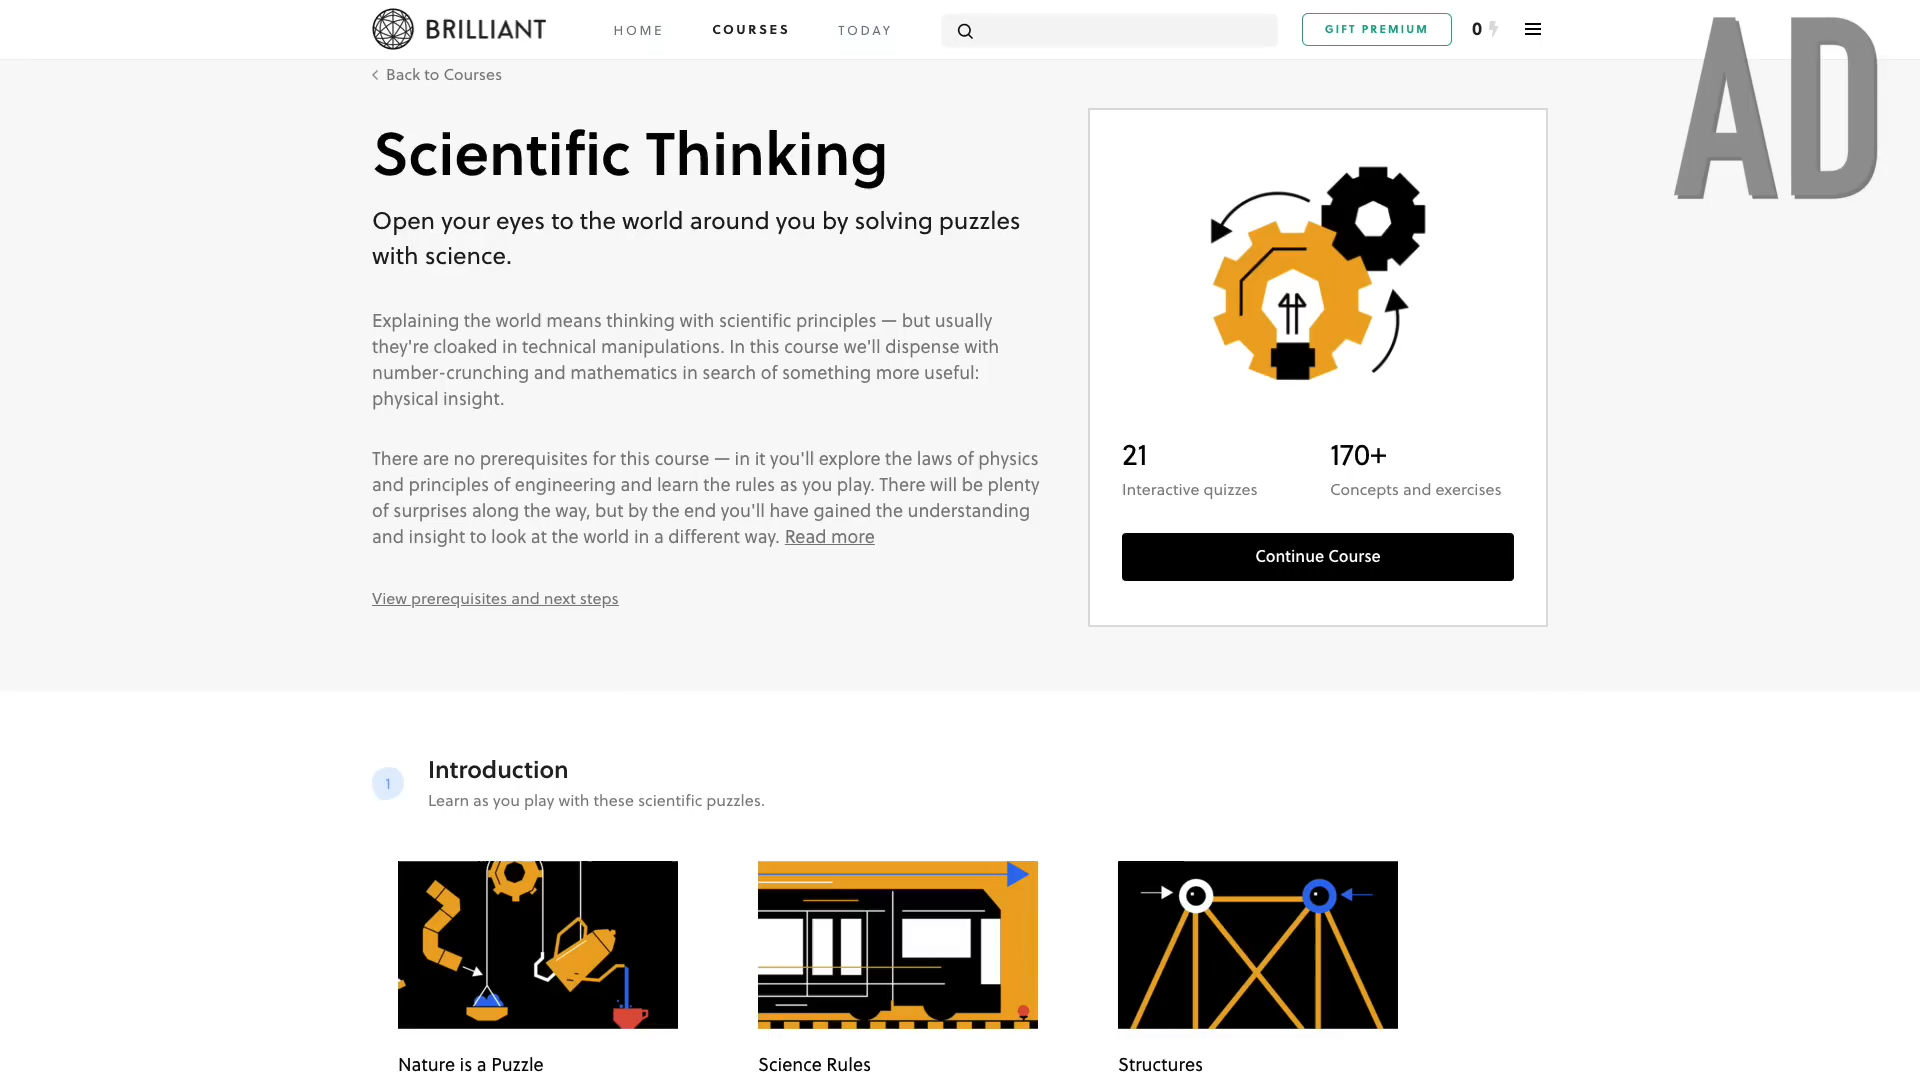 BRILLIANT
HOME
COURSES
TODAY
GIFT PREMIUM
0
AD
Back to Courses
Scientific Thinking
Open your eyes to the world around you by solving puzzles
with science.
Explaining the world means thinking with scientific principles — but usually
they're cloaked in technical manipulations. In this course we'll dispense with
number-crunching and mathematics in search of something more useful:
physical insight.
There are no prerequisites for this course — in it you'll explore the laws of physics
and principles of engineering and learn the rules as you play. There will be plenty
of surprises along the way, but by the end you'll have gained the understanding
and insight to look at the world in a different way. Read more
View prerequisites and next steps
21
Interactive quizzes
170+
Concepts and exercises
Continue Course
1
Introduction
Learn as you play with these scientific puzzles.
Nature is a Puzzle
Science Rules
Structures